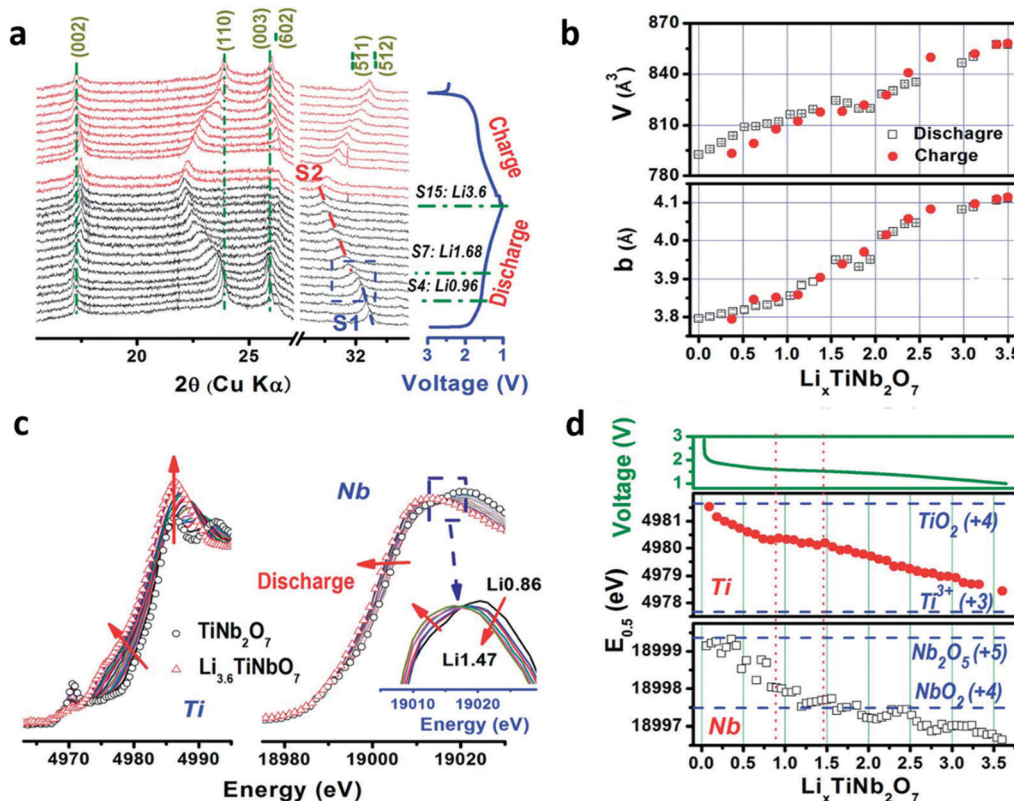 a
(002)
(110)
(003)
(602)
(511)
(512)
S2
S1
Charge
Discharge
S15: Li3.6
S7: Li1.68
S4: Li0.96
20
26
32
3
2
1
2θ (Cu Kα)
Voltage (V)
b
870
840
810
780
V (Å³)
Dischagre
Charge
4.1
4.0
3.9
3.8
b (Å)
0.0 0.5 1.0 1.5 2.0 2.5 3.0 3.5
LiₓTiNb₂O₇
c
Nb
Discharge
TiNb₂O₇
Li₃.₆TiNbO₇
Ti
Li0.86
Li1.47
19010 19020
Energy (eV)
4970 4980 4990
18980 18990 19000 19010 19020
Energy (eV)
d
Voltage (V)
3
2
1
4981
4980
4979
4978
TiO₂ (+4)
Ti³⁺ (+3)
Ti
E₀.₅ (eV)
18999
18998
18997
Nb₂O₅ (+5)
NbO₂ (+4)
Nb
0.0 0.5 1.0 1.5 2.0 2.5 3.0 3.5
LiₓTiNb₂O₇